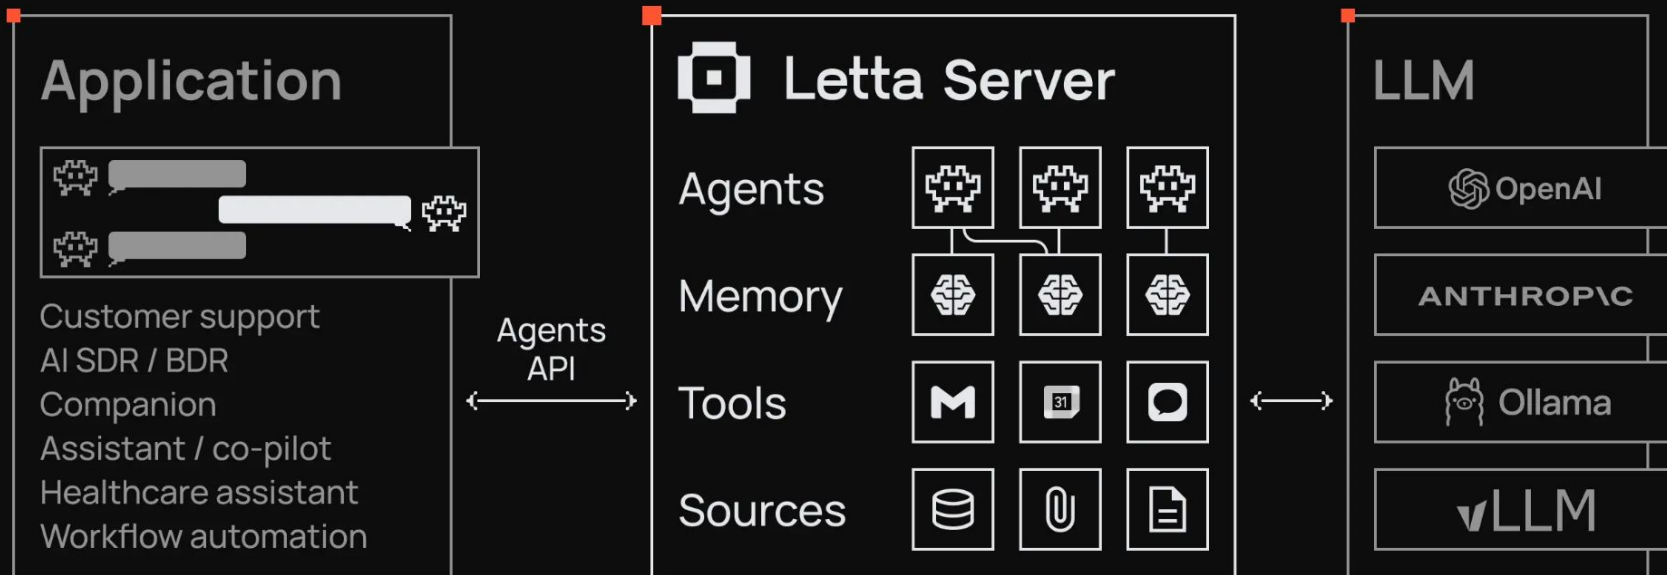 Application
Customer support
AI SDR / BDR
Companion
Assistant / co-pilot
Healthcare assistant
Workflow automation
Agents
API
Letta Server
Agents
Memory
Tools
31
Sources
LLM
OpenAI
ANTHROP\C
Ollama
vLLM